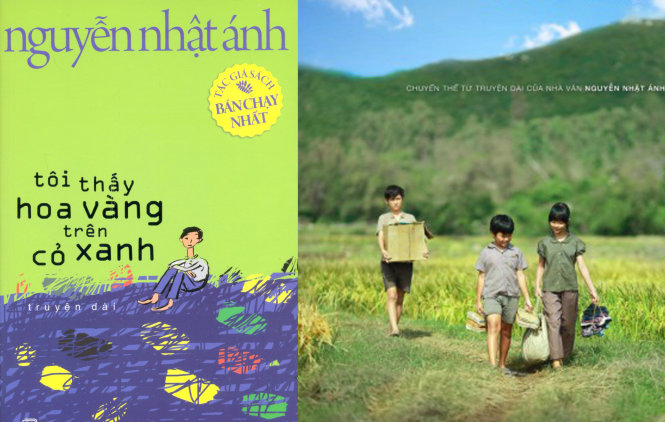 nguyễn nhật ánh
TÁC GIẢ SÁCH
BÁN CHẠY
NHẤT
tôi thấy
hoa vàng
trên
cỏ xanh
truyện dài
CHUYỂN THỂ TỪ TRUYỆN DÀI CỦA NHÀ VĂN NGUYỄN NHẬT ÁNH